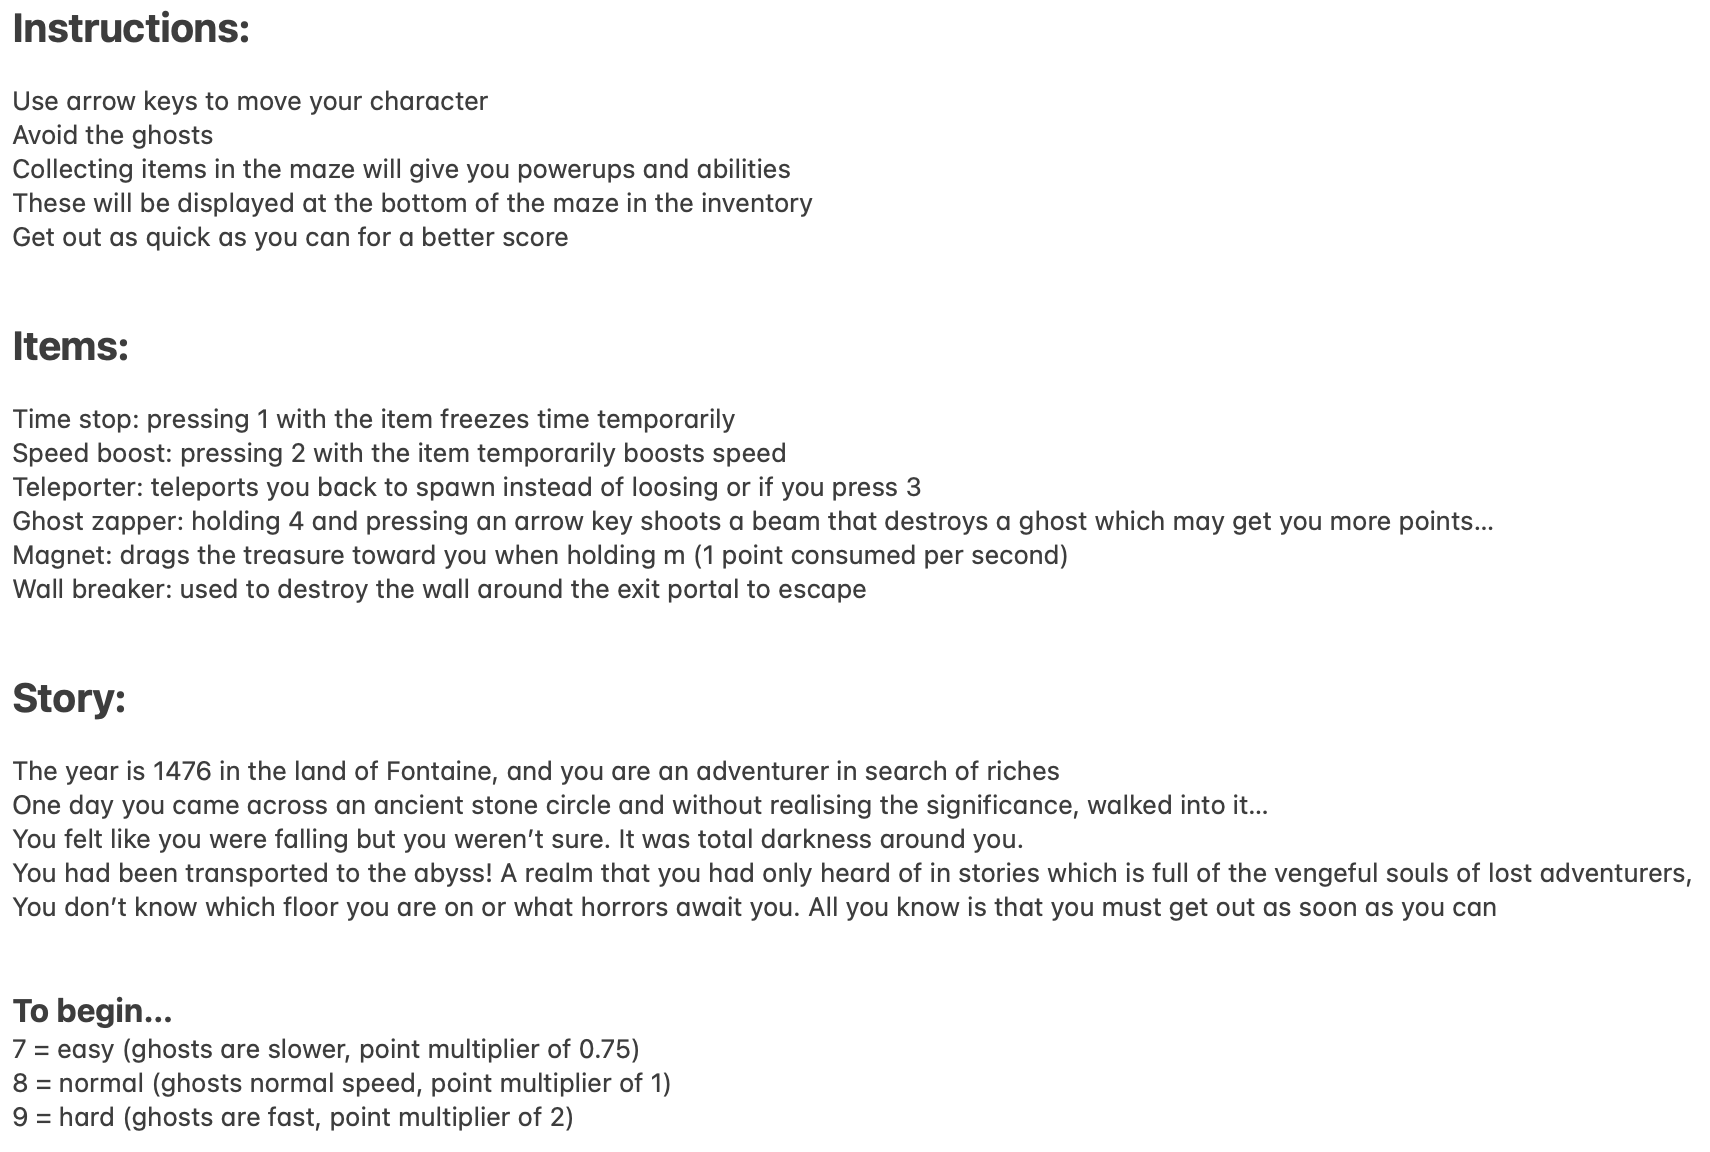 Instructions:
Use arrow keys to move your character
Avoid the ghosts
Collecting items in the maze will give you powerups and abilities
These will be displayed at the bottom of the maze in the inventory
Get out as quick as you can for a better score
Items:
Time stop: pressing 1 with the item freezes time temporarily
Speed boost: pressing 2 with the item temporarily boosts speed
Teleporter: teleports you back to spawn instead of loosing or if you press 3
Ghost zapper: holding 4 and pressing an arrow key shoots a beam that destroys a ghost which may get you more points...
Magnet: drags the treasure toward you when holding m (1 point consumed per second)
Wall breaker: used to destroy the wall around the exit portal to escape
Story:
The year is 1476 in the land of Fontaine, and you are an adventurer in search of riches
One day you came across an ancient stone circle and without realising the significance, walked into it...
You felt like you were falling but you weren’t sure. It was total darkness around you.
You had been transported to the abyss! A realm that you had only heard of in stories which is full of the vengeful souls of lost adventurers,
You don’t know which floor you are on or what horrors await you. All you know is that you must get out as soon as you can
To begin...
7 = easy (ghosts are slower, point multiplier of 0.75)
8 = normal (ghosts normal speed, point multiplier of 1)
9 = hard (ghosts are fast, point multiplier of 2)